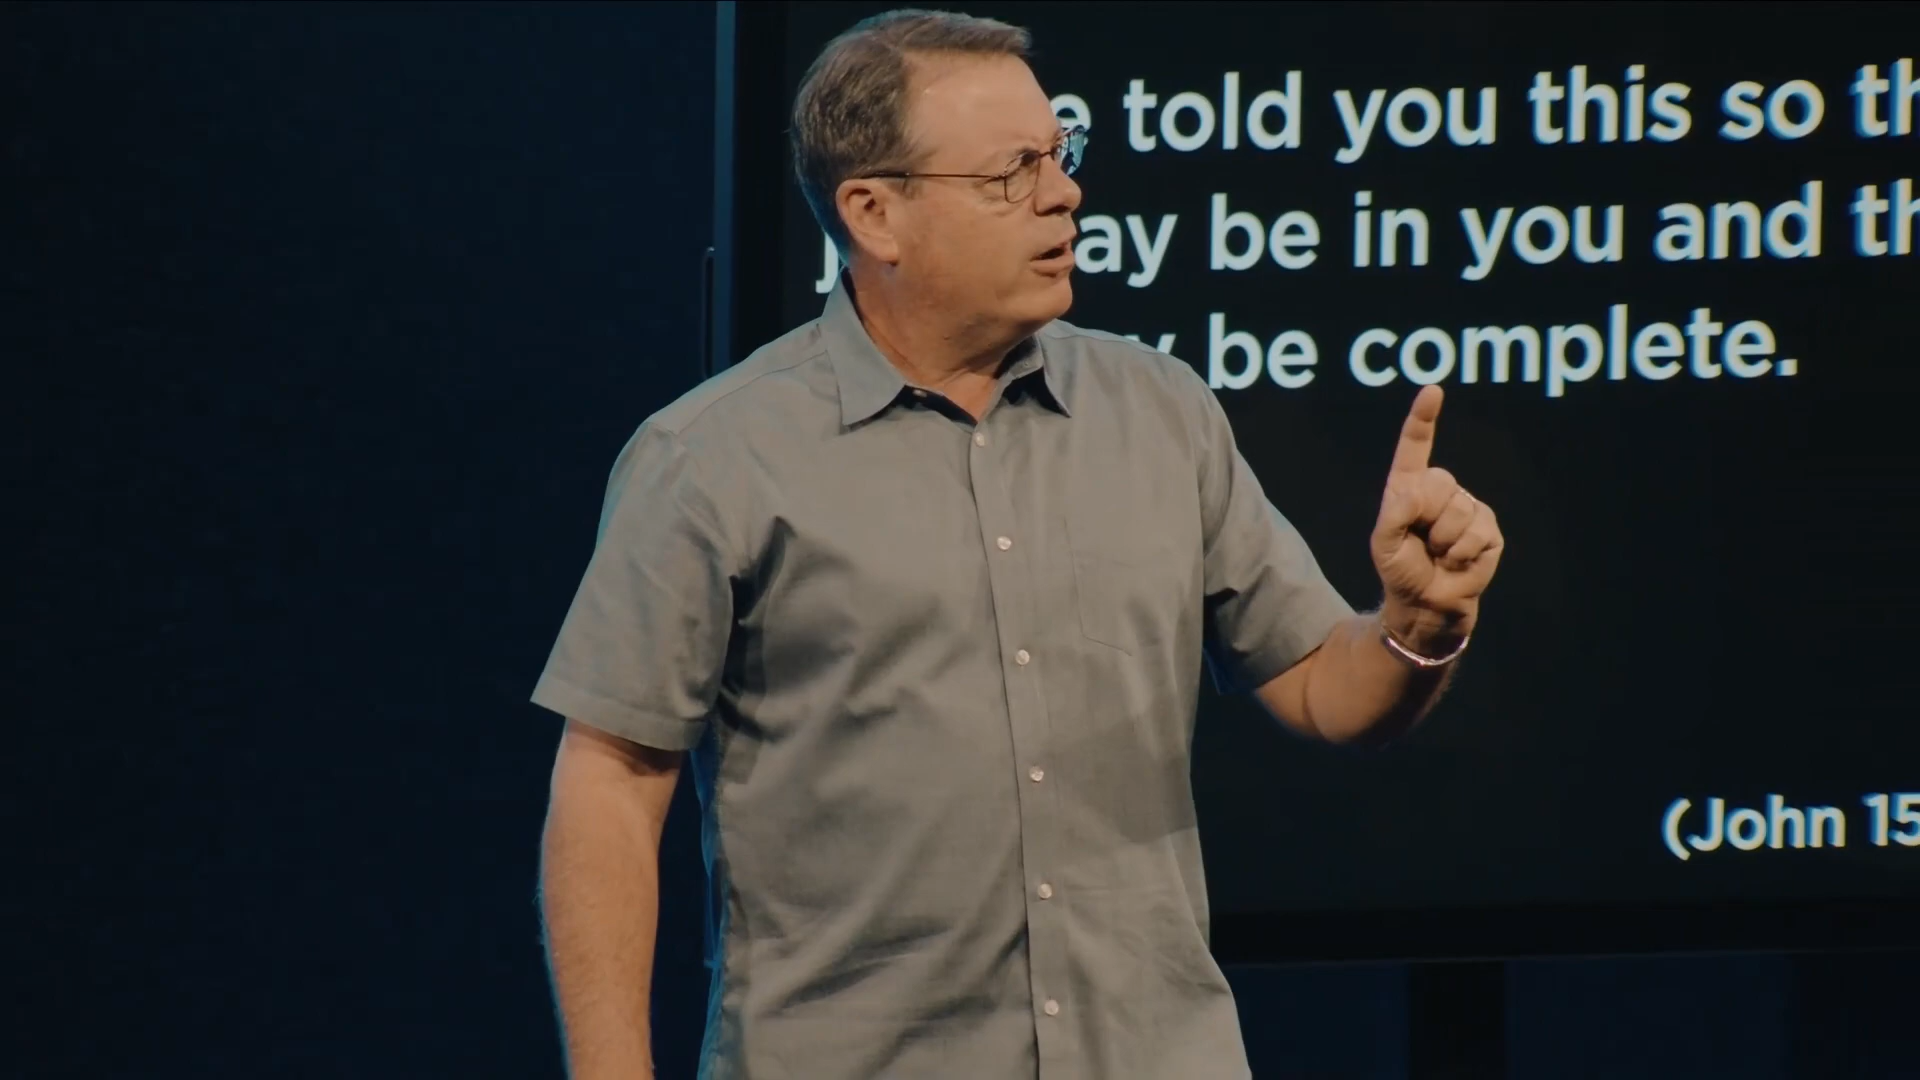 e told you this so th
ay be in you and th
be complete.
(John 15